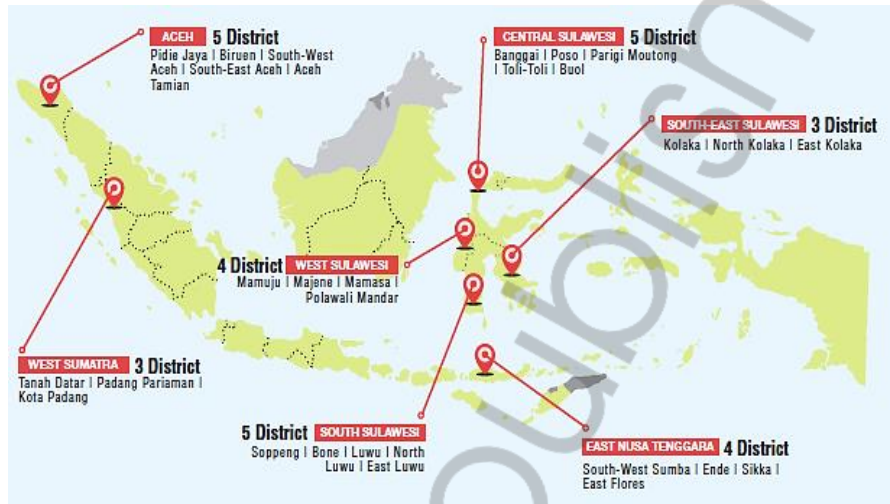 ACEH 5 District
Pidie Jaya | Biruen | South-West
Aceh | South-East Aceh | Aceh
Tamian
CENTRAL SULAWESI 5 District
Banggai | Poso | Parigi Moutong
| Toli-Toli | Buol
SOUTH-EAST SULAWESI 3 District
Kolaka | North Kolaka | East Kolaka
4 District WEST SULAWESI
Mamuju | Majene | Mamasa |
Polawali Mandar
WEST SUMATRA 3 District
Tanah Datar | Padang Pariaman |
Kota Padang
5 District SOUTH SULAWESI
Soppeng | Bone | Luwu | North
Luwu | East Luwu
EAST NUSA TENGGARA 4 District
South-West Sumba | Ende | Sikka |
East Flores
ublish